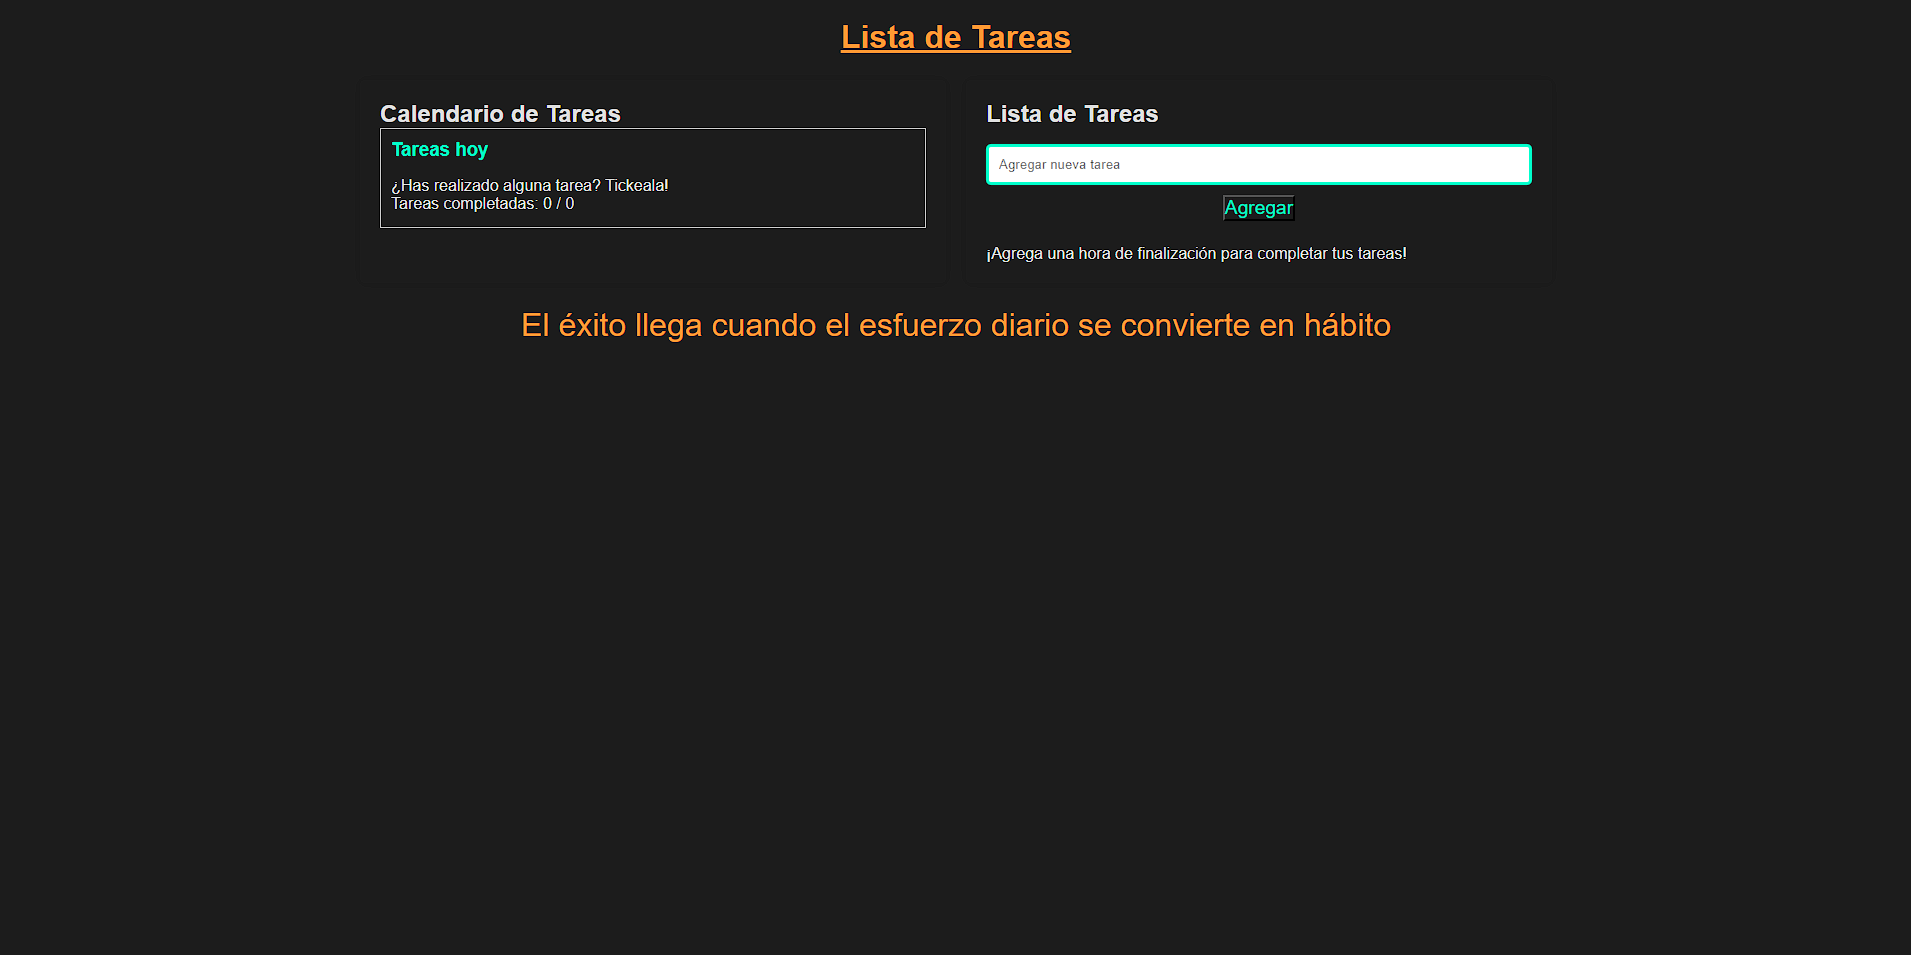 Lista de Tareas
Calendario de Tareas
Tareas hoy
¿Has realizado alguna tarea? Tickeala!
Tareas completadas: 0 / 0
Lista de Tareas
Agregar nueva tarea
Agregar
¡Agrega una hora de finalización para completar tus tareas!
El éxito llega cuando el esfuerzo diario se convierte en hábito